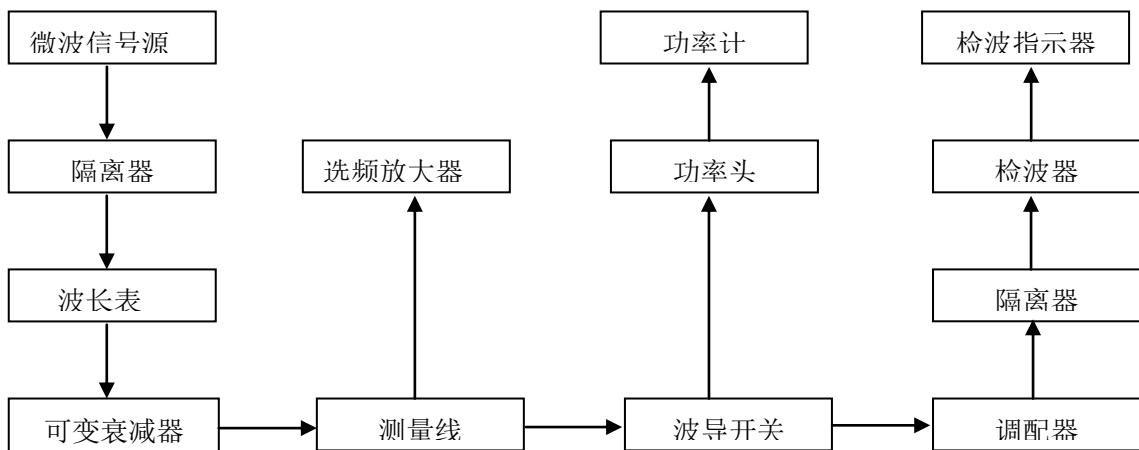 微波信号源
功率计
检波指示器
隔离器
选频放大器
功率头
检波器
波长表
隔离器
可变衰减器
测量线
波导开关
调配器